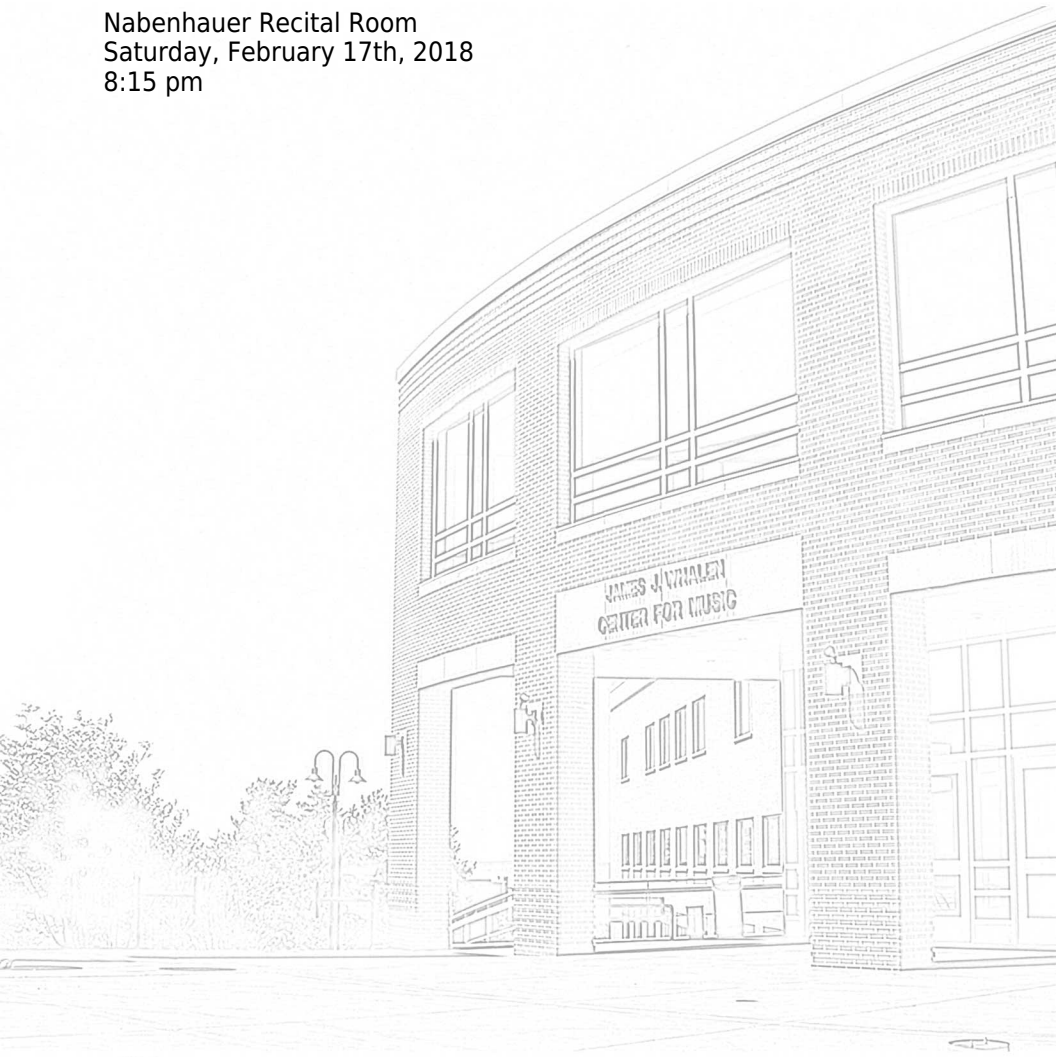 Nabenhauer Recital Room
Saturday, February 17th, 2018
8:15 pm
JAMES J. WHALEN
CENTER FOR MUSIC